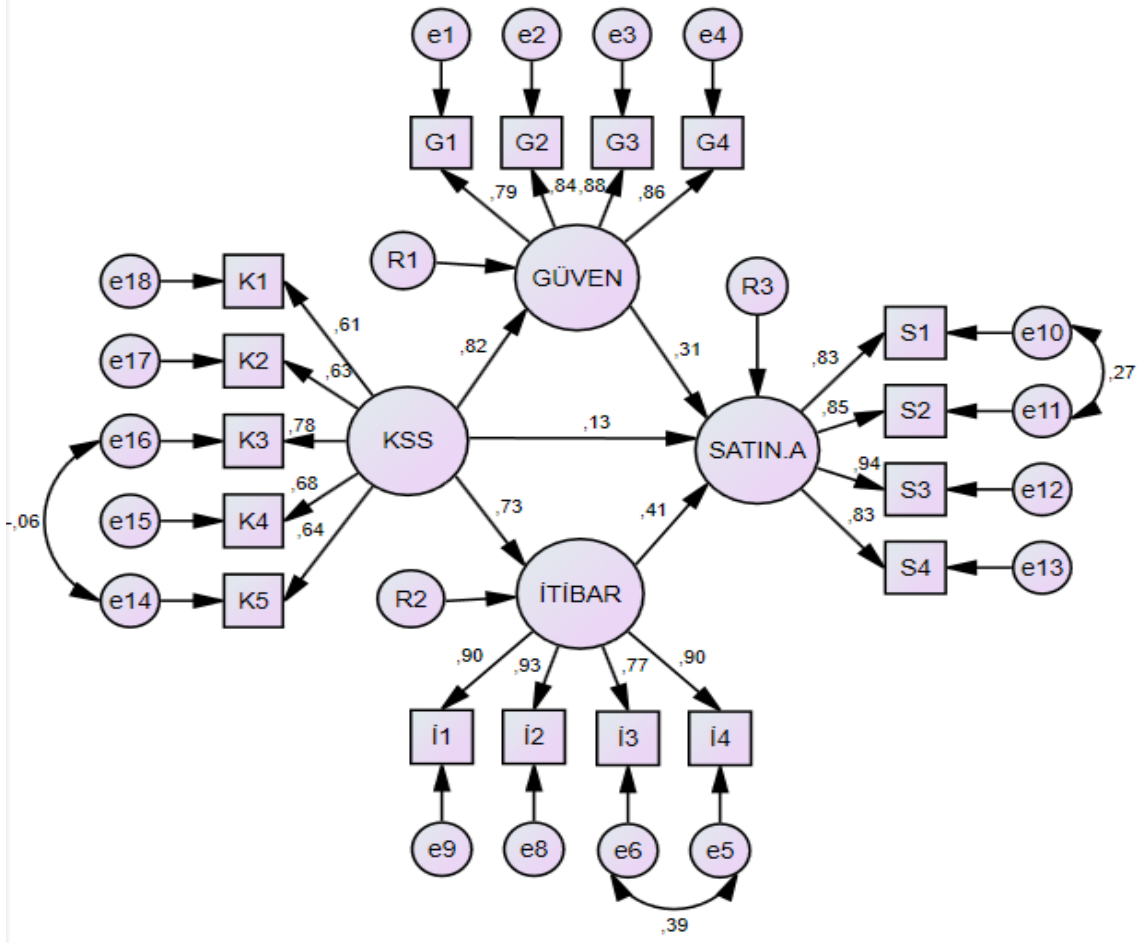 e1 e2 e3 e4
G1 G2 G3 G4
,79 ,84 ,88 ,86
R1 GÜVEN R3
e18 K1 S1 e10
,61 ,82 ,31 ,83 ,27
e17 K2 ,63 ,85 S2 e11
e16 K3 ,78 KSS ,13 SATIN.A ,94 S3 e12
-,06 e15 K4 ,68 ,73 ,41 ,83
e14 K5 ,64 S4 e13
R2 İTİBAR
,90 ,93 ,77 ,90
İ1 İ2 İ3 İ4
e9 e8 e6 e5
,39